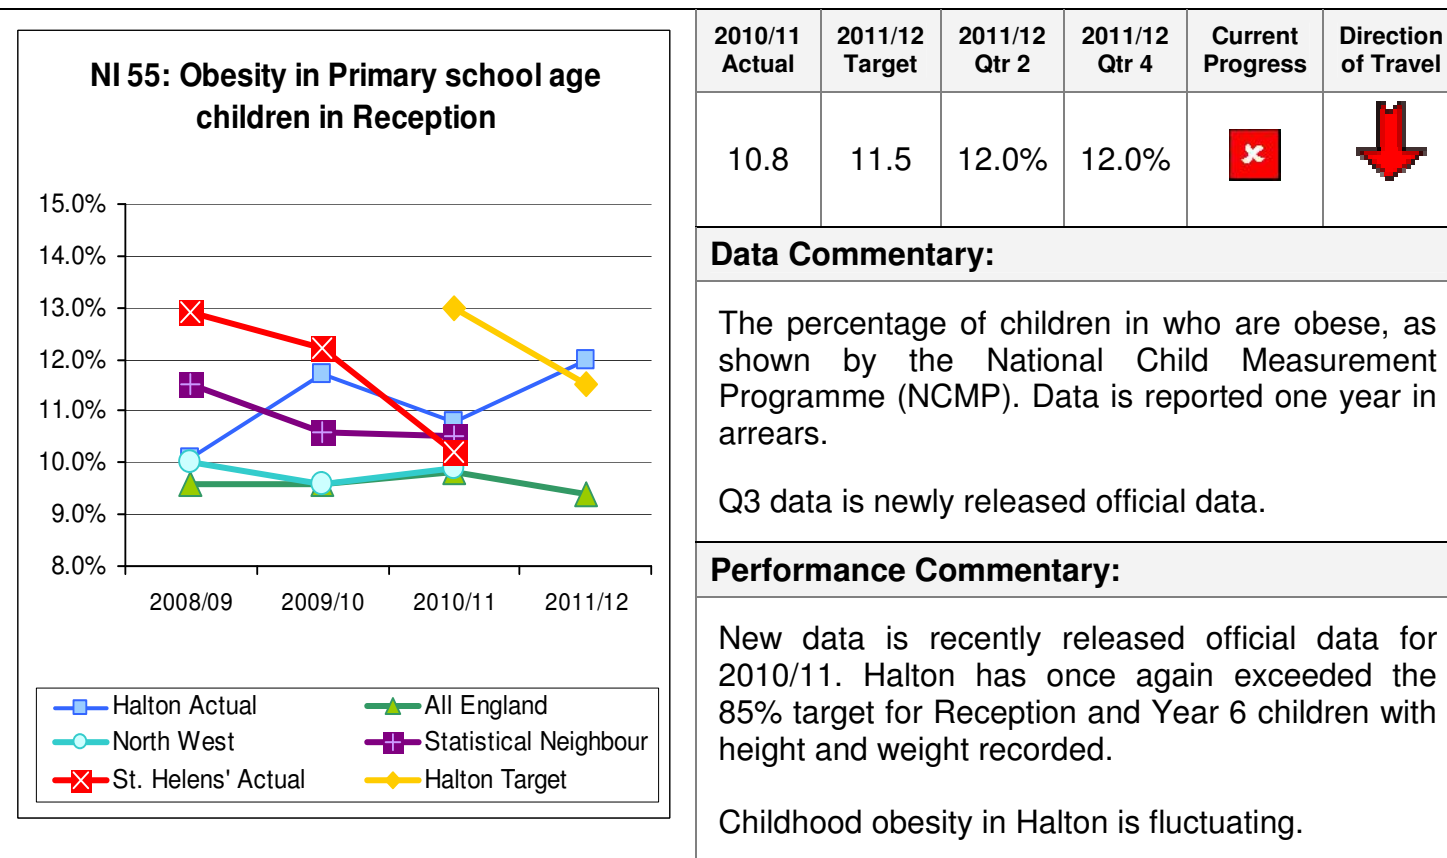 NI 55: Obesity in Primary school age
children in Reception
15.0%
14.0%
13.0%
12.0%
11.0%
10.0%
9.0%
8.0%
2008/09 2009/10 2010/11 2011/12
Halton Actual All England
North West Statistical Neighbour
St. Helens' Actual Halton Target
2010/11 2011/12 2011/12 2011/12 Current Direction
Actual Target Qtr 2 Qtr 4 Progress of Travel
10.8 11.5 12.0% 12.0%
Data Commentary:
The percentage of children in who are obese, as
shown by the National Child Measurement
Programme (NCMP). Data is reported one year in
arrears.
Q3 data is newly released official data.
Performance Commentary:
New data is recently released official data for
2010/11. Halton has once again exceeded the
85% target for Reception and Year 6 children with
height and weight recorded.
Childhood obesity in Halton is fluctuating.